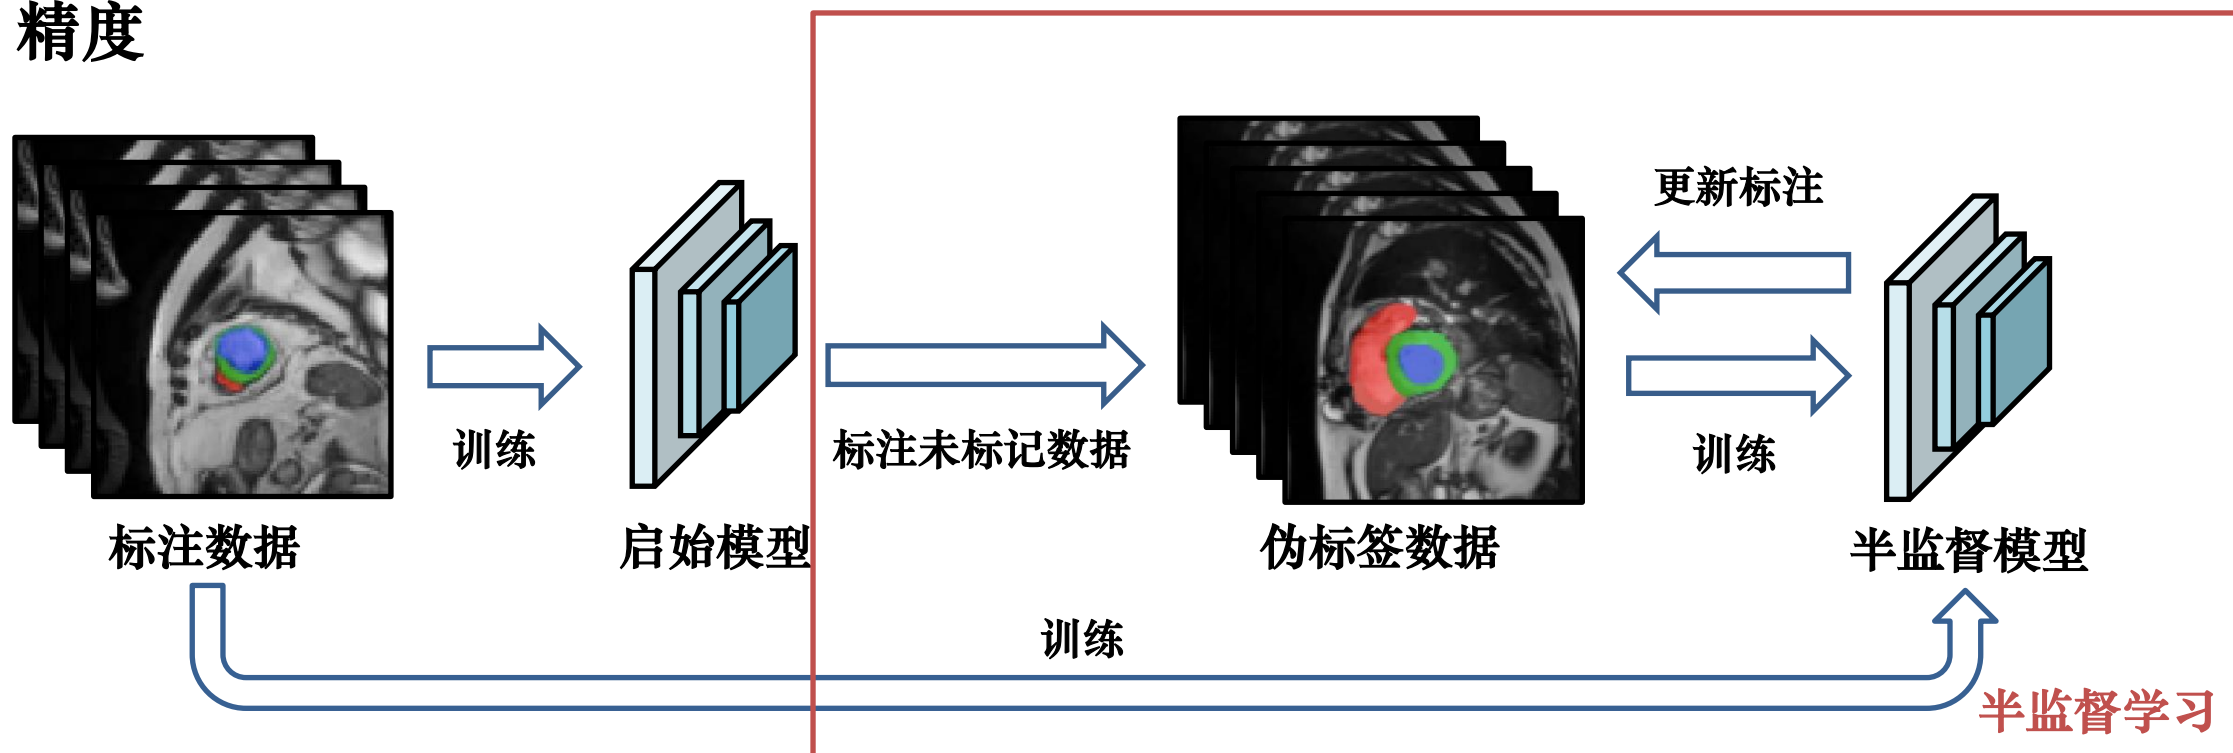 精度
更新标注
训练
标注未标记数据
训练
标注数据
启始模型
伪标签数据
半监督模型
训练
半监督学习